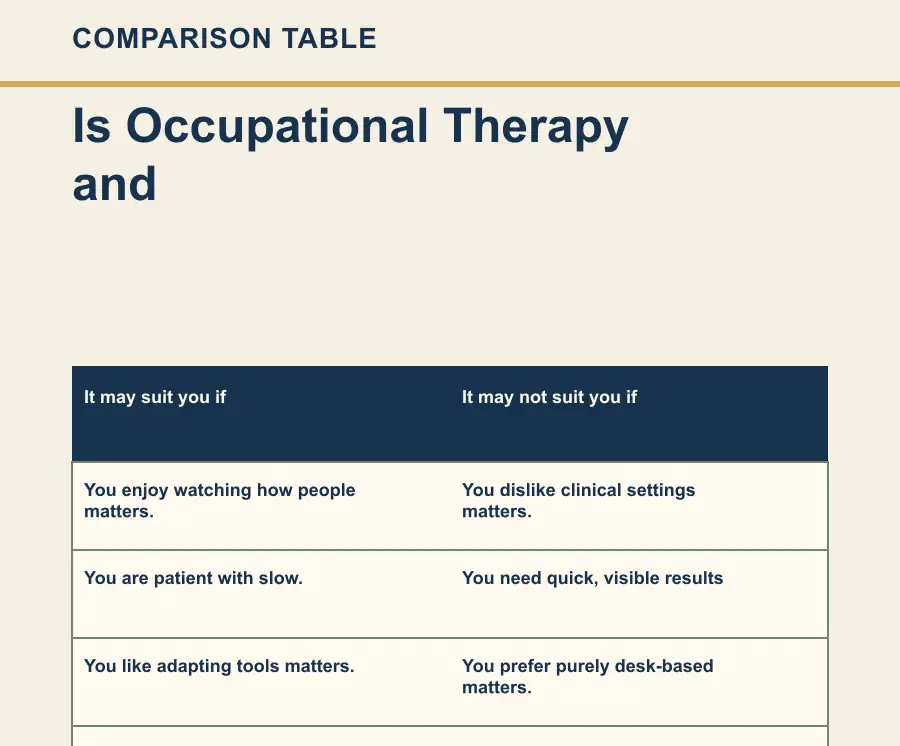 COMPARISON TABLE
Is Occupational Therapy
and
It may suit you if
It may not suit you if
You enjoy watching how people
matters.
You dislike clinical settings
matters.
You are patient with slow.
You need quick, visible results
You like adapting tools matters.
You prefer purely desk-based
matters.